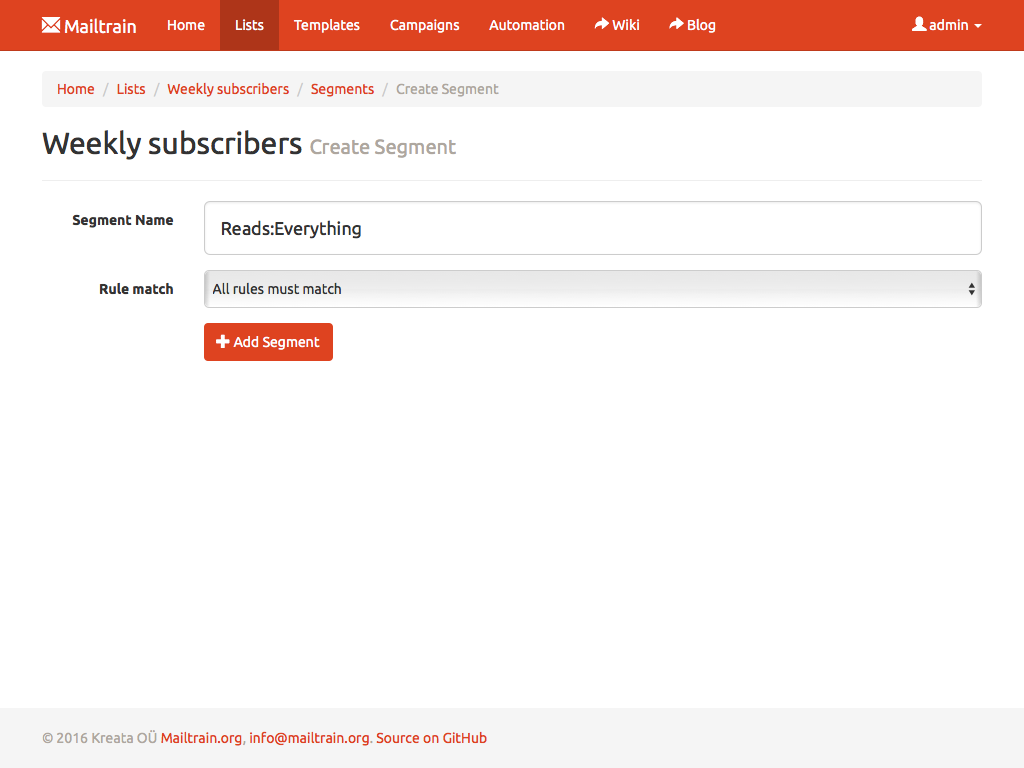 Mailtrain Home Lists Templates Campaigns Automation Wiki Blog admin
Home / Lists / Weekly subscribers / Segments / Create Segment
Weekly subscribers Create Segment
Segment Name Reads:Everything
Rule match All rules must match
Add Segment
© 2016 Kreata OÜ Mailtrain.org, info@mailtrain.org. Source on GitHub